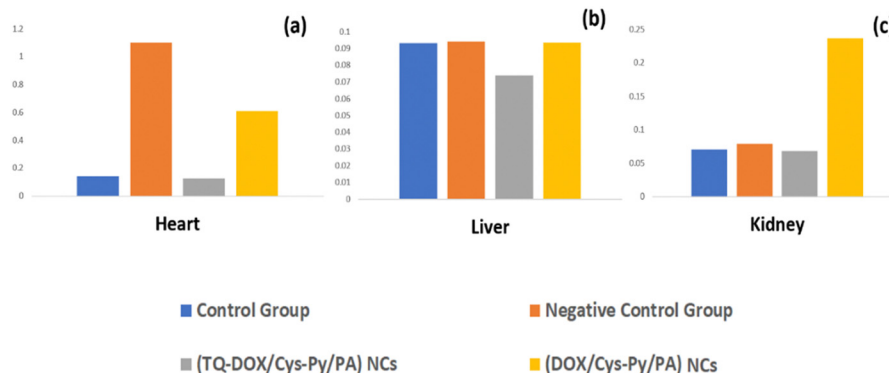 (a)
1.2
1
0.8
0.6
0.4
0.2
0
Heart
(b)
0.1
0.09
0.08
0.07
0.06
0.05
0.04
0.03
0.02
0.01
0
Liver
(c)
0.25
0.2
0.15
0.1
0.05
0
Kidney
Control Group
Negative Control Group
(TQ-DOX/Cys-Py/PA) NCs
(DOX/Cys-Py/PA) NCs